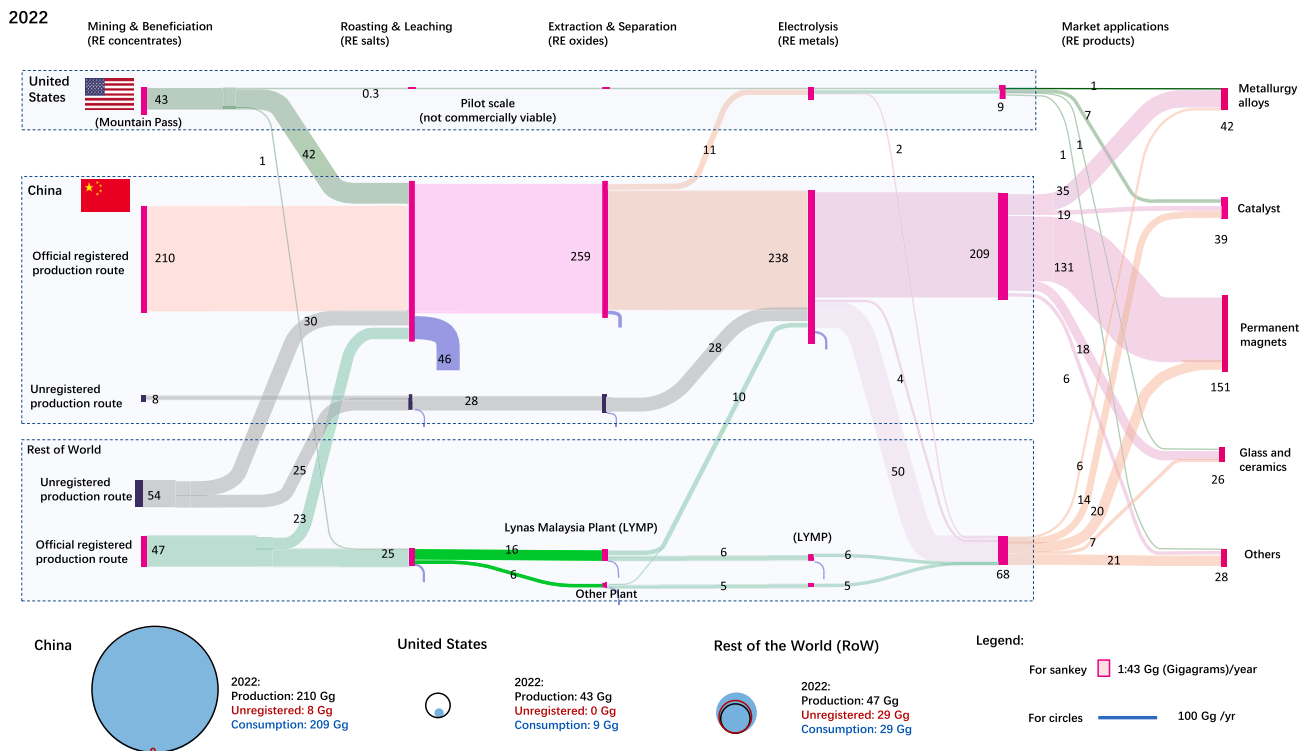 2022
Mining & Beneficiation
(RE concentrates)
Roasting & Leaching
(RE salts)
Extraction & Separation
(RE oxides)
Electrolysis
(RE metals)
Market applications
(RE products)
United
States
(Mountain Pass)
43
0.3
Pilot scale
(not commercially viable)
9
1
7
1
1
Metallurgy
alloys
42
1
42
11
2
China
Official registered
production route
210
259
238
209
35
19
131
18
6
Catalyst
39
Permanent
magnets
151
30
46
28
10
4
Unregistered
production route
8
28
Rest of World
Unregistered
production route
54
25
23
50
6
14
20
7
21
Glass and
ceramics
26
Official registered
production route
47
25
Lynas Malaysia Plant (LYMP)
16
6
Other Plant
6
(LYMP)
6
5
5
68
Others
28
China
2022:
Production: 210 Gg
Unregistered: 8 Gg
Consumption: 209 Gg
United States
2022:
Production: 43 Gg
Unregistered: 0 Gg
Consumption: 9 Gg
Rest of the World (RoW)
2022:
Production: 47 Gg
Unregistered: 29 Gg
Consumption: 29 Gg
Legend:
For sankey
1:43 Gg (Gigagrams)/year
For circles
100 Gg /yr